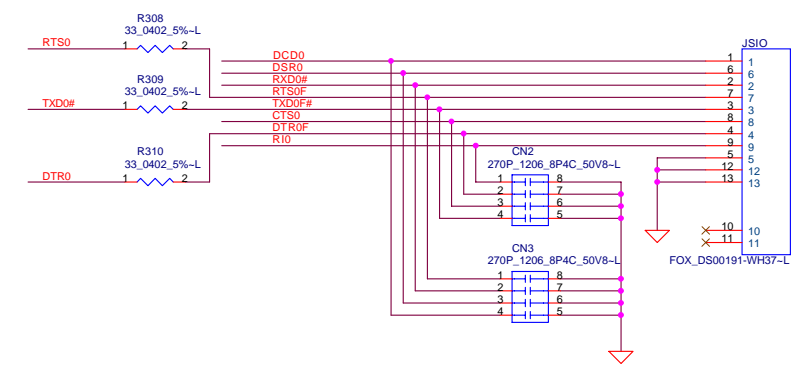 R308
33_0402_5%~L
RTS0
1 2
R309
33_0402_5%~L
TXD0#
1 2
R310
33_0402_5%~L
DTR0
1 2
DCD0
DSR0
RXD0#
RTS0F
TXD0F#
CTS0
DTR0F
RI0
JSIO
1 1
6 6
2 2
7 7
3 3
8 8
4 4
9 9
5 5
12 12
13 13
10 10
11 11
FOX_DS00191-WH37~L
CN2
270P_1206_8P4C_50V8~L
1 8
2 7
3 6
4 5
CN3
270P_1206_8P4C_50V8~L
1 8
2 7
3 6
4 5